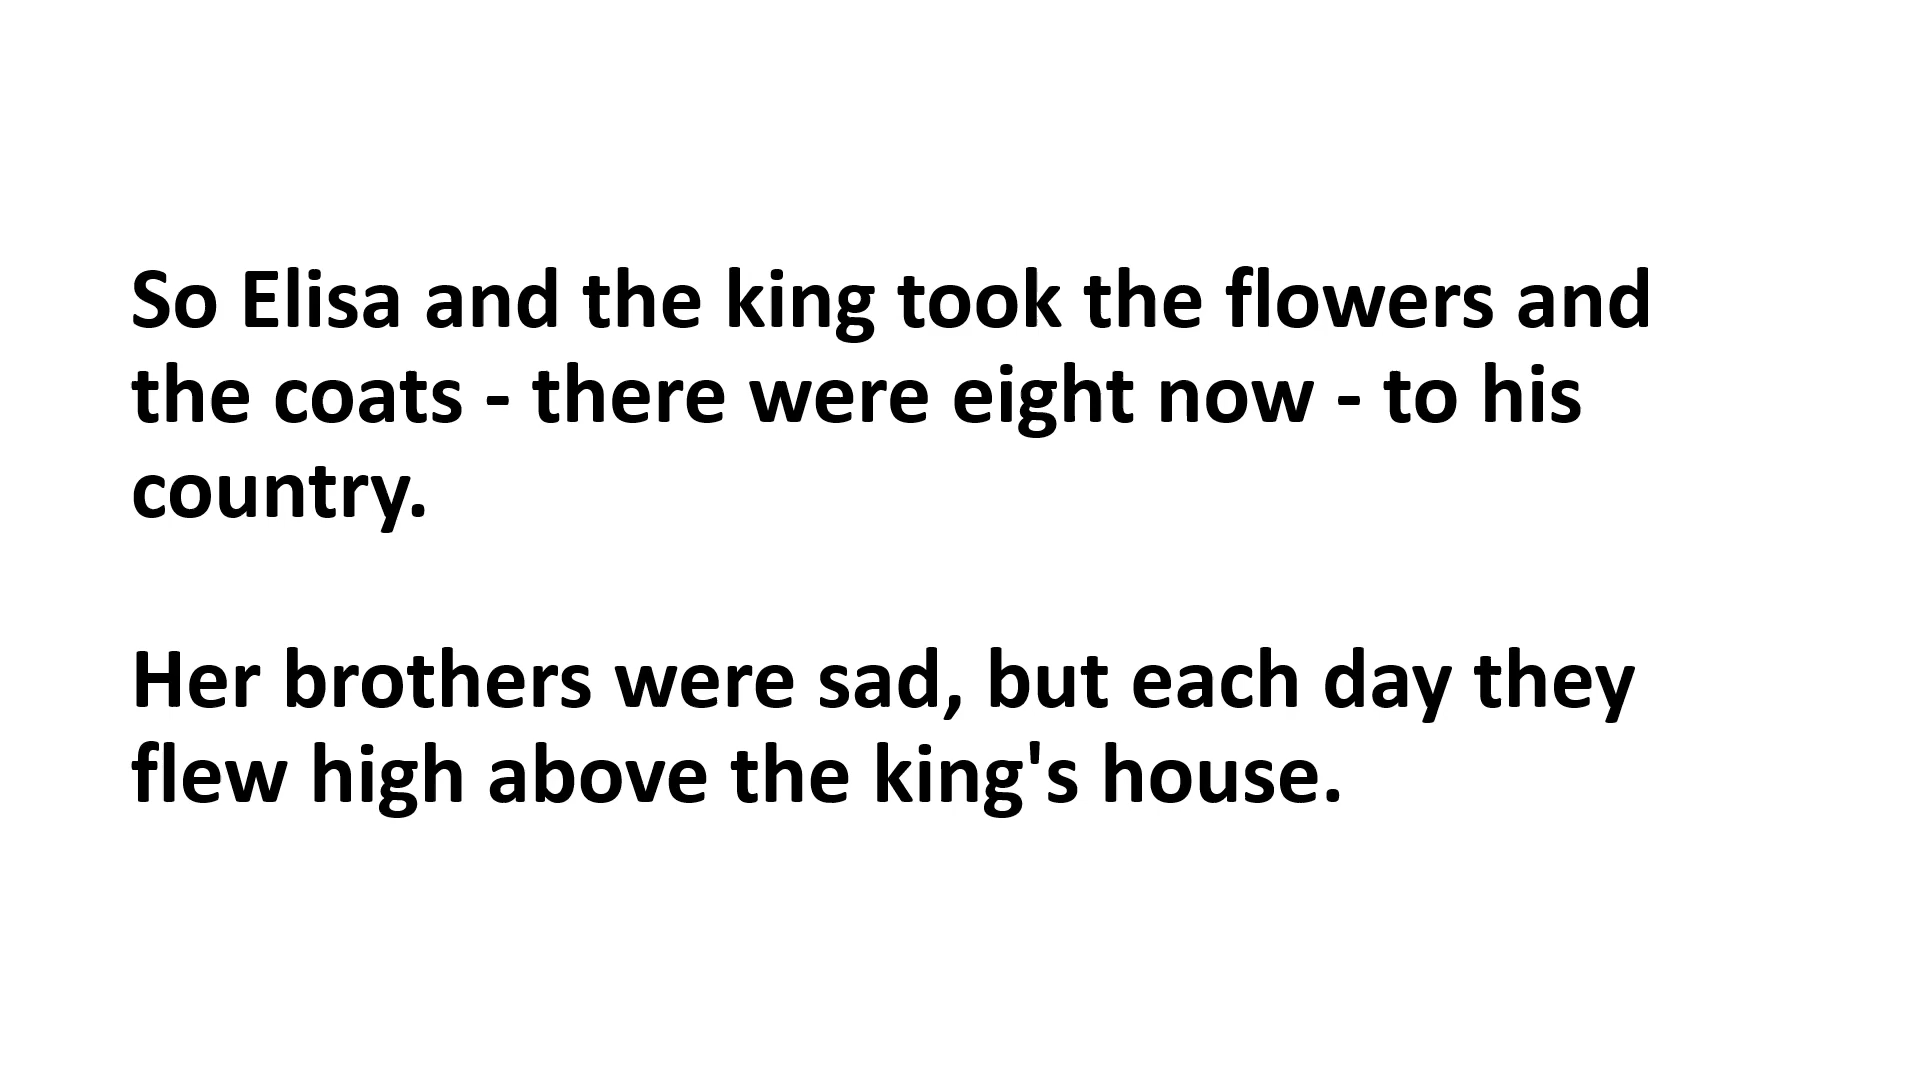 So Elisa and the king took the flowers and
the coats - there were eight now - to his
country.
Her brothers were sad, but each day they
flew high above the king's house.